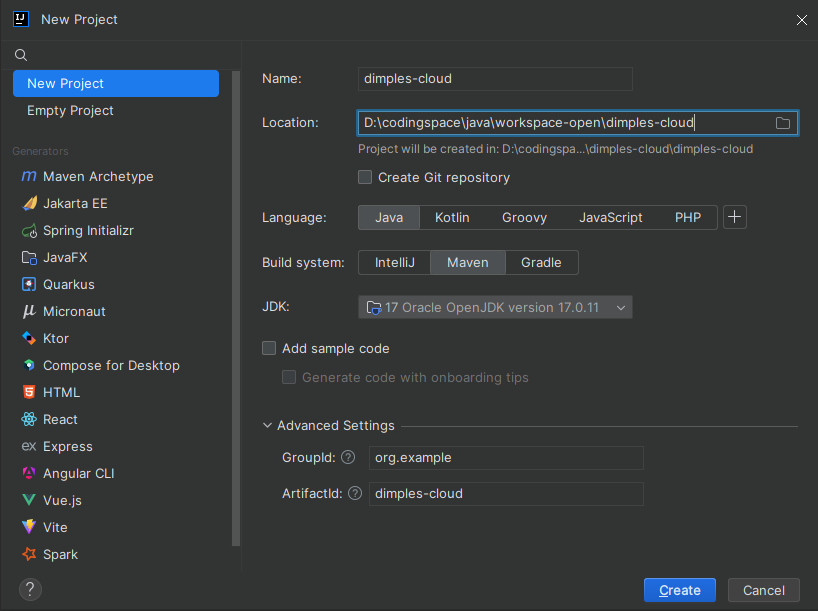 New Project
New Project
Empty Project
Generators
Maven Archetype
Jakarta EE
Spring Initializr
JavaFX
Quarkus
Micronaut
Ktor
Compose for Desktop
HTML
React
Express
Angular CLI
Vue.js
Vite
Spark
Name: dimples-cloud
Location: D:\codingspace\java\workspace-open\dimples-cloud
Project will be created in: D:\codingspa...\dimples-cloud\dimples-cloud
Create Git repository
Language: Java Kotlin Groovy JavaScript PHP +
Build system: IntelliJ Maven Gradle
JDK: 17 Oracle OpenJDK version 17.0.11
Add sample code
Generate code with onboarding tips
Advanced Settings
GroupId: ? org.example
ArtifactId: ? dimples-cloud
? Create Cancel